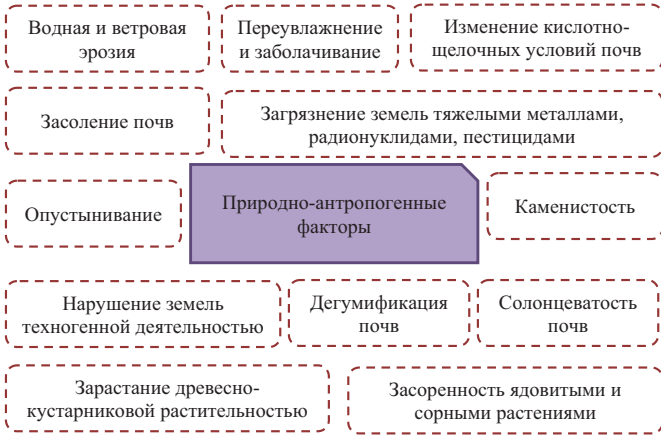 Водная и ветровая
эрозия
Переувлажнение
и заболачивание
Изменение кислотно-
щелочных условий почв
Засоление почв
Загрязнение земель тяжелыми металлами,
радионуклидами, пестицидами
Опустынивание
Природно-антропогенные
факторы
Каменистость
Нарушение земель
техногенной деятельностью
Дегумификация
почв
Солонцеватость
почв
Зарастание древесно-
кустарниковой растительностью
Засоренность ядовитыми и
сорными растениями